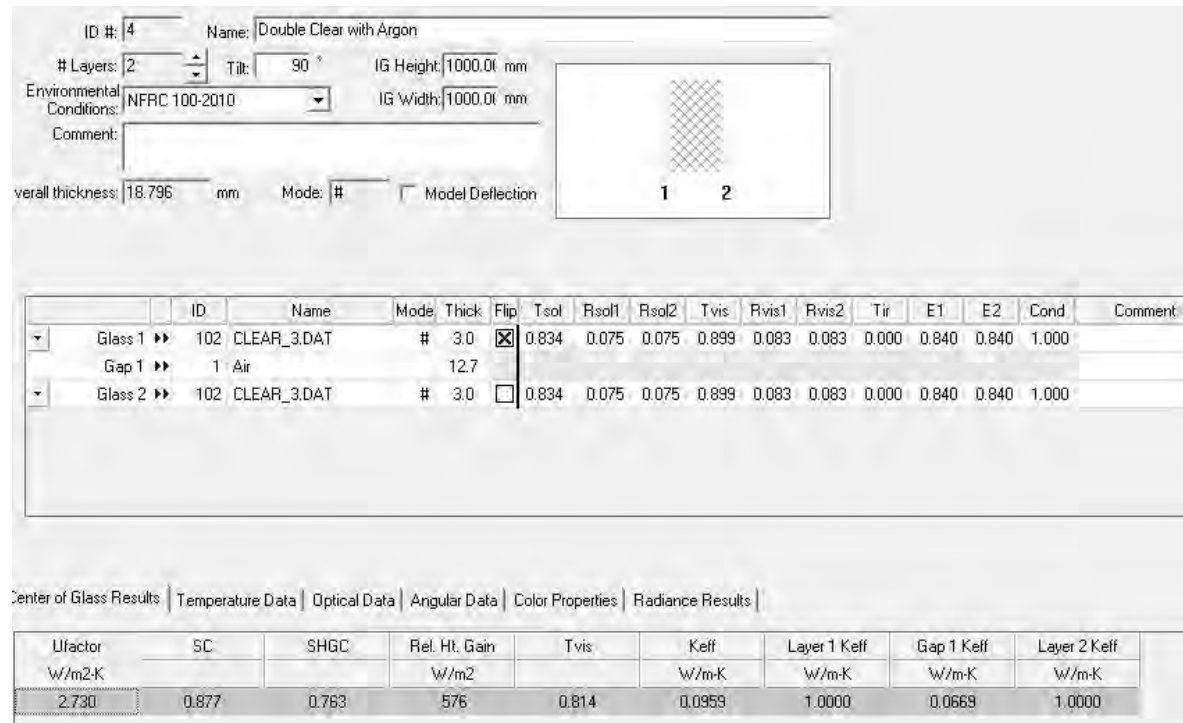 ID #: 4 Name: Double Clear with Argon
# Layers: 2 Tilt: 90 ° IG Height: 1000.0( mm
Environmental Conditions: NFRC 100-2010 IG Width: 1000.0( mm
Comment:
verall thickness: 18.796 mm Mode: # Model Deflection
1 2
ID Name Mode Thick Flip Tsol Rsol1 Rsol2 Tvis Rvis1 Rvis2 Tir E1 E2 Cond Comment
Glass 1 102 CLEAR_3.DAT # 3.0 0.834 0.075 0.075 0.899 0.083 0.083 0.000 0.840 0.840 1.000
Gap 1 1 Air 12.7
Glass 2 102 CLEAR_3.DAT # 3.0 0.834 0.075 0.075 0.899 0.083 0.083 0.000 0.840 0.840 1.000
Center of Glass Results Temperature Data Optical Data Angular Data Color Properties Radiance Results
Ufactor SC SHGC Rel. Ht. Gain Tvis Keff Layer 1 Keff Gap 1 Keff Layer 2 Keff
W/m2-K W/m2 W/m-K W/m-K W/m-K W/m-K
2.730 0.877 0.763 576 0.814 0.0959 1.0000 0.0669 1.0000